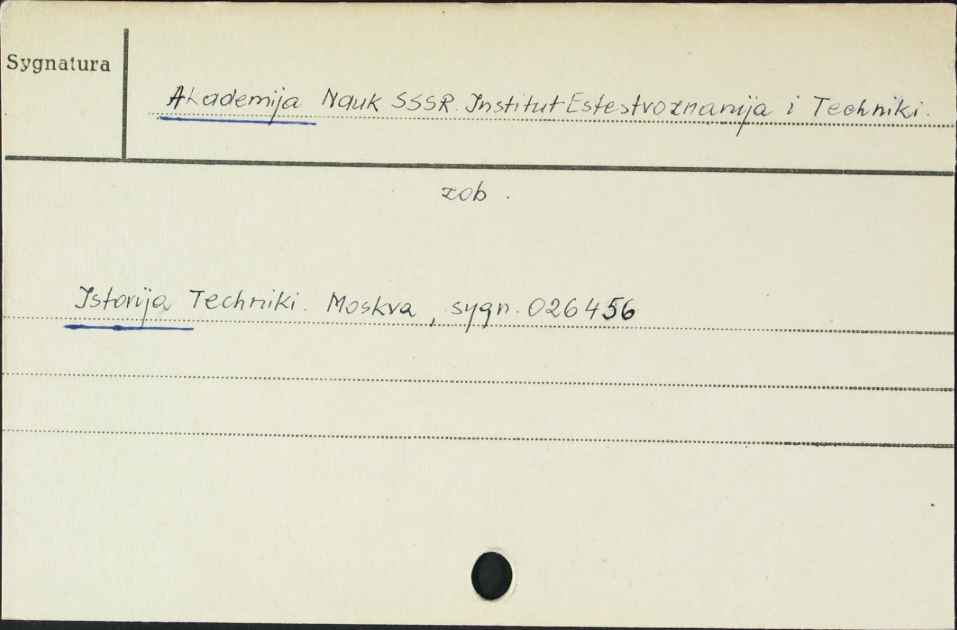 Sygnatura
Akademija Nauk SSSR. Institut Estestvoznanija i Techniki.
zob.
Istorija Techniki. Moskva, sygn. 026456